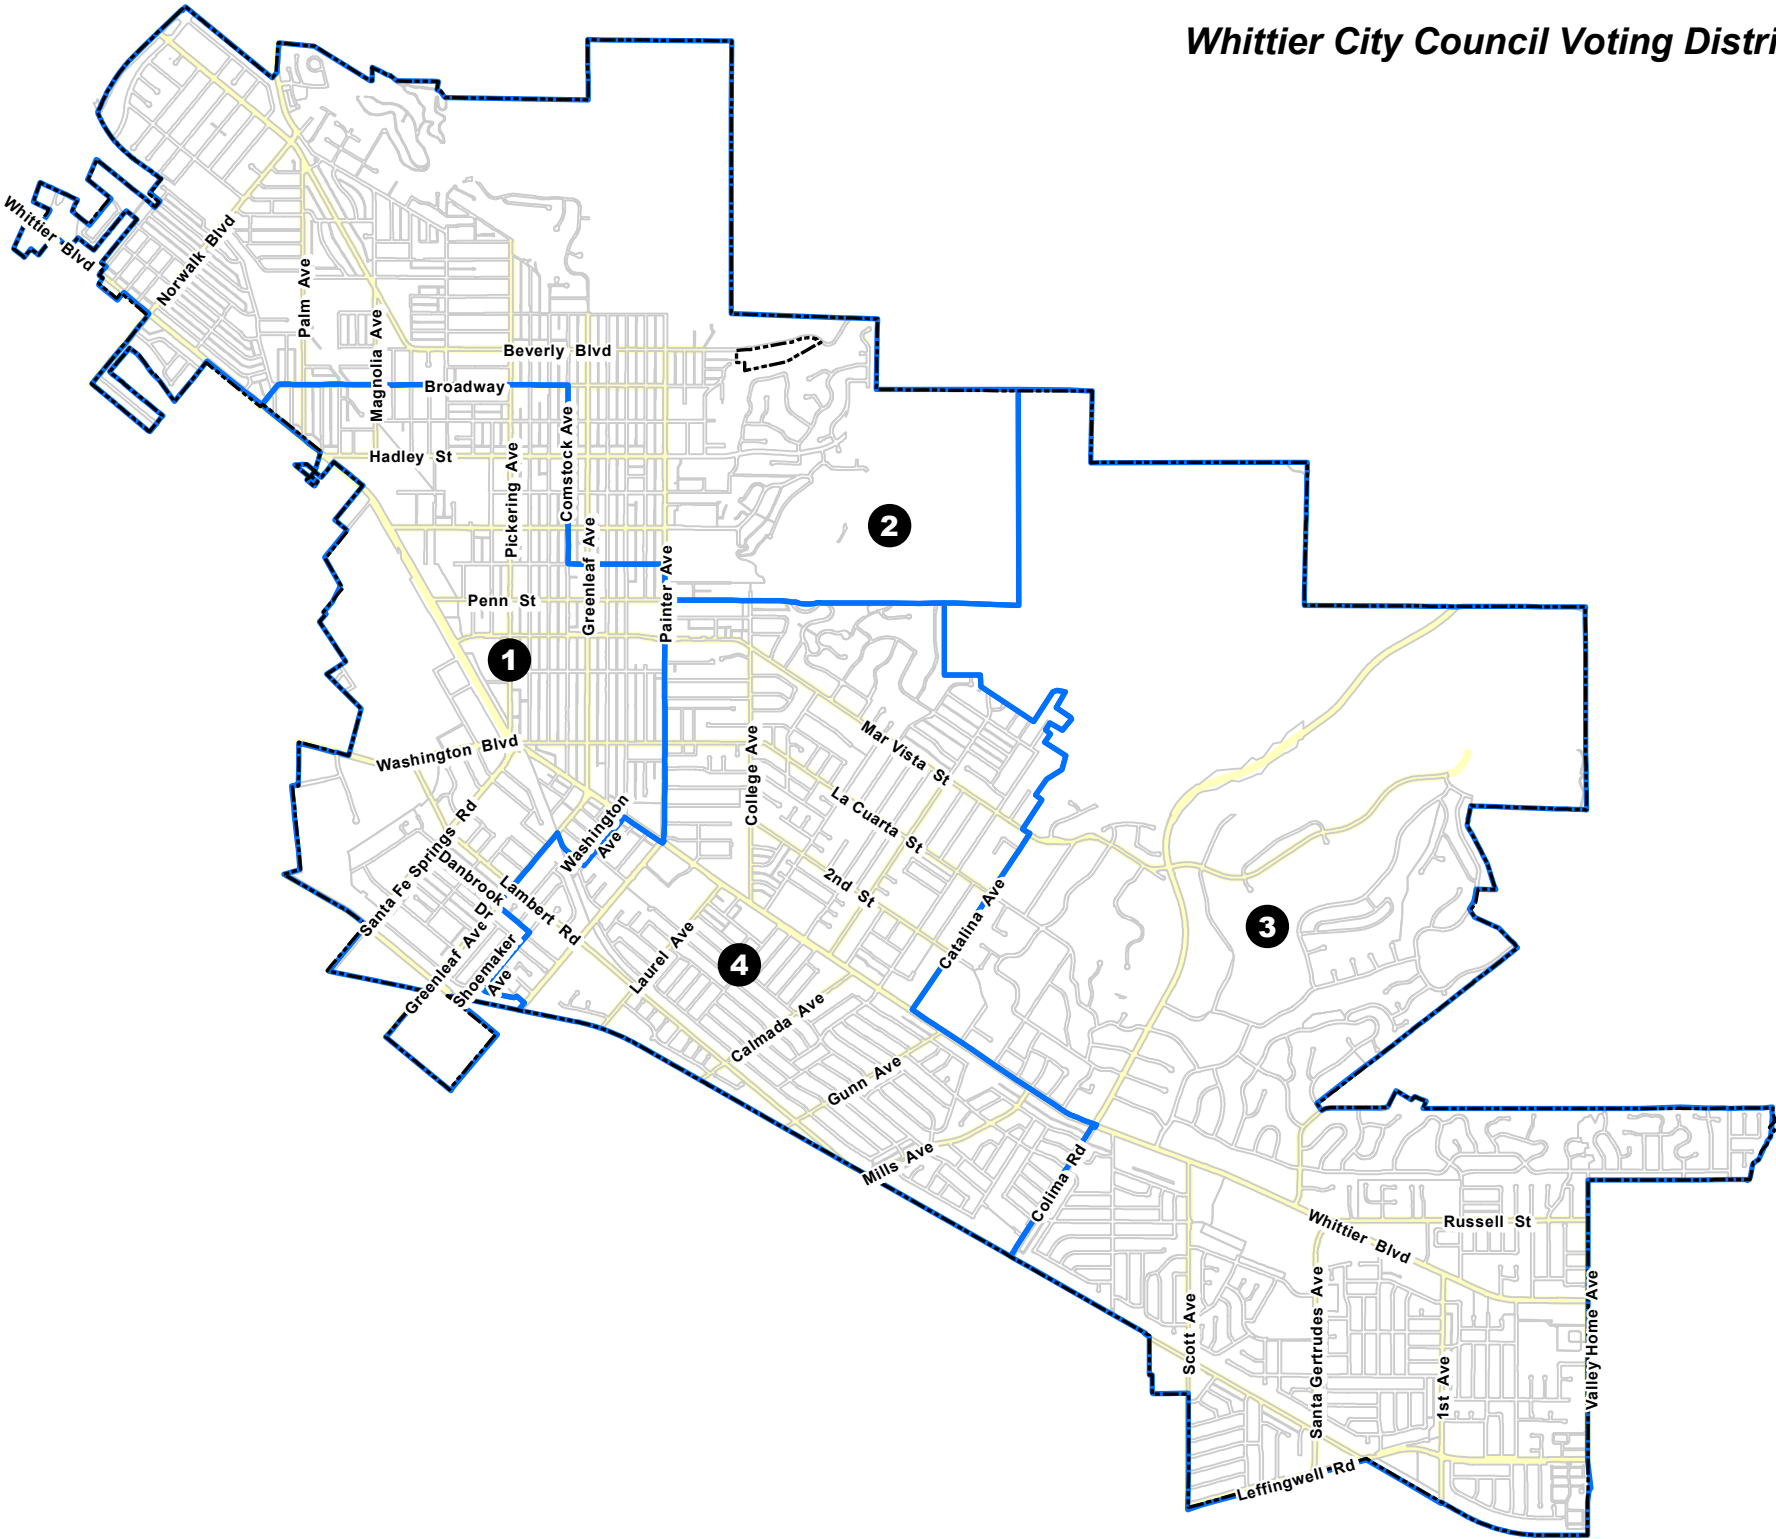 Whittier City Council Voting Distri
Whittier Blvd
Norwalk Blvd
Palm Ave
Magnolia Ave
Beverly Blvd
Broadway
Hadley St
Pickering Ave
Comstock Ave
Greenleaf Ave
Painter Ave
2
Penn St
1
Washington Blvd
College Ave
Mar Vista St
La Cuarta St
2nd St
Washington
Ave
Santa Fe Springs Rd
Danbrook
Dr
Lambert Rd
Greenleaf Ave
Shoemaker
Ave
Laurel Ave
4
Catalina Ave
3
Calmada Ave
Gunn Ave
Mills Ave
Colima Rd
Whittier Blvd
Russell St
Scott Ave
Santa Gertrudes Ave
1st Ave
Valley Home Ave
Leffingwell Rd